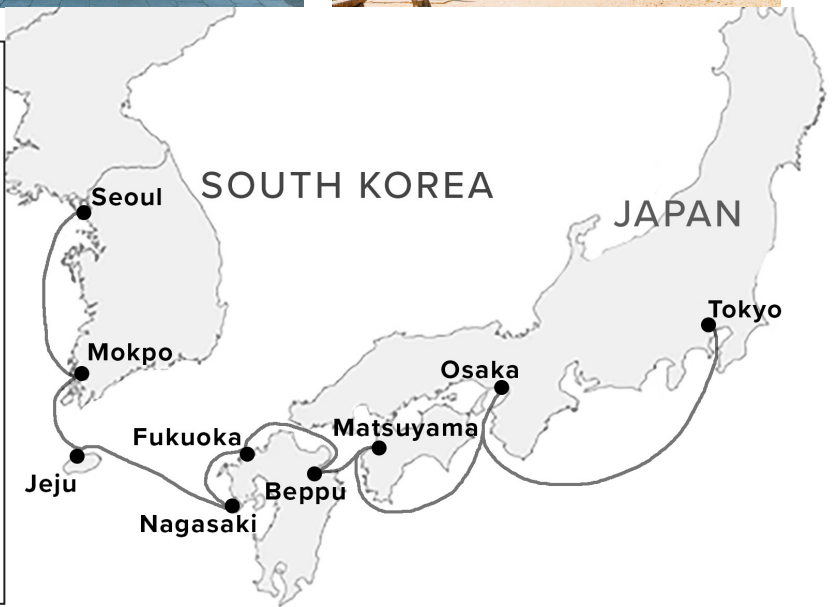 Seoul
SOUTH KOREA
JAPAN
Tokyo
Mokpo
Osaka
Fukuoka
Matsuyama
Jeju
Beppu
Nagasaki